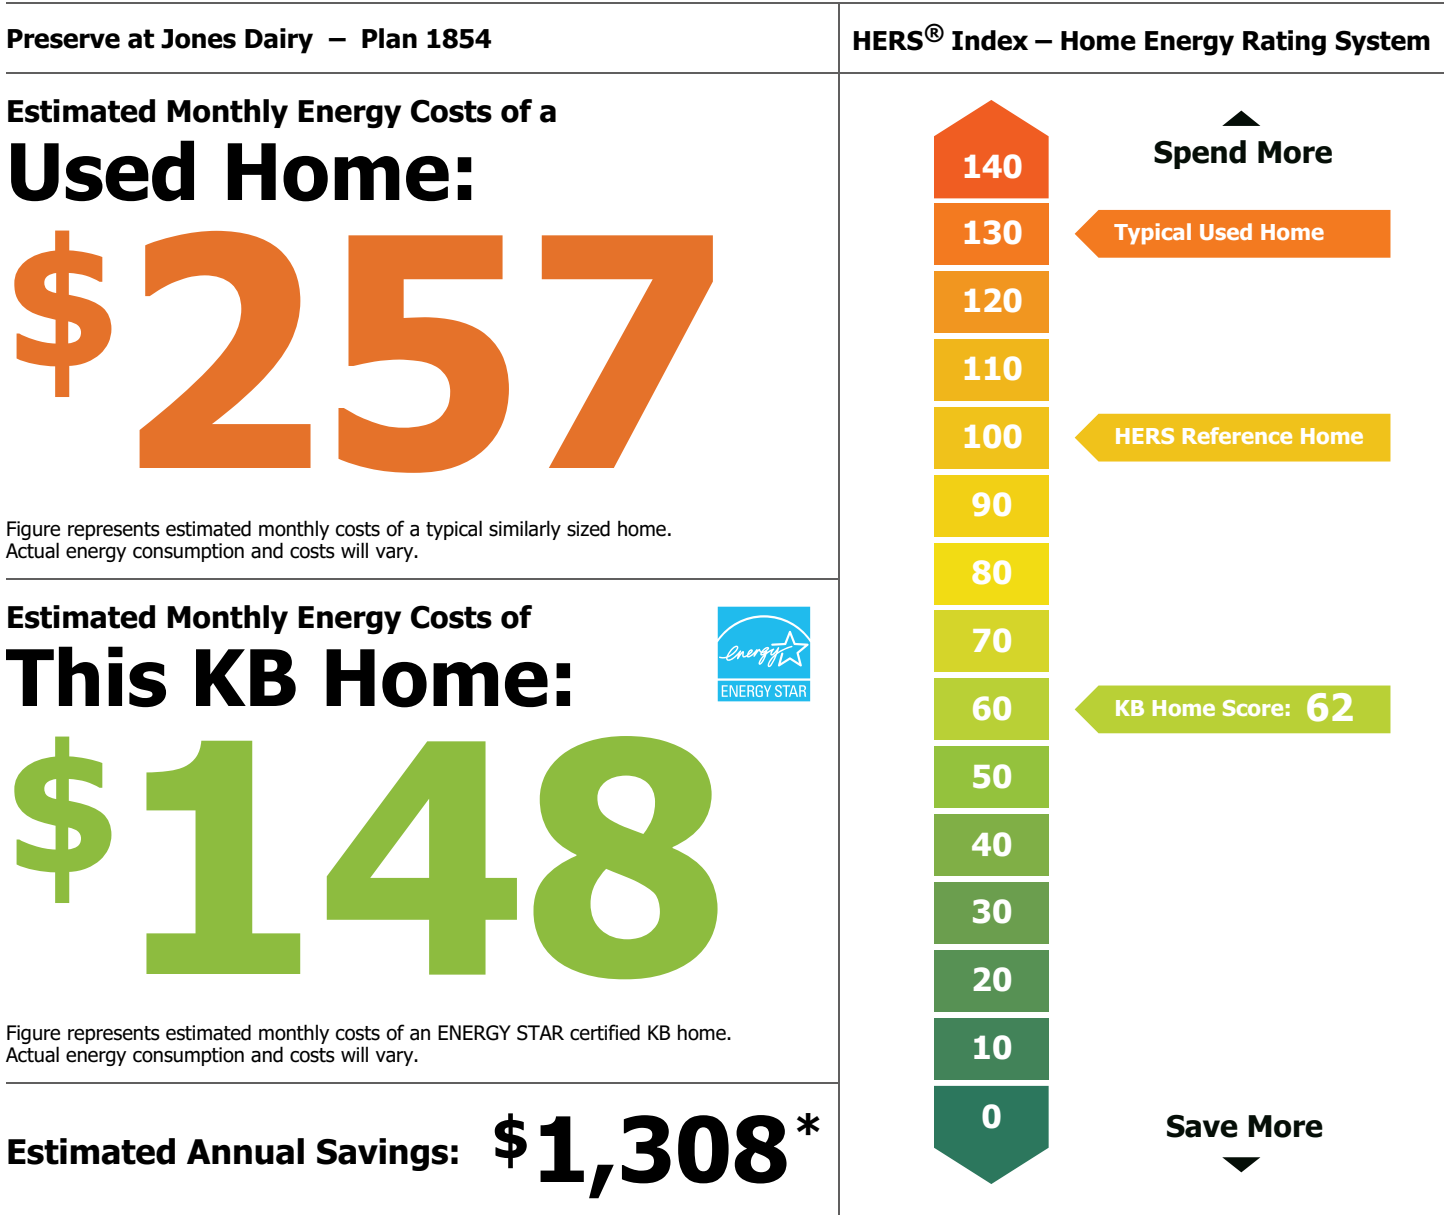 Preserve at Jones Dairy – Plan 1854
Estimated Monthly Energy Costs of a
Used Home:
$257
Figure represents estimated monthly costs of a typical similarly sized home.
Actual energy consumption and costs will vary.
Estimated Monthly Energy Costs of
This KB Home:
energy
ENERGY STAR
$148
Figure represents estimated monthly costs of an ENERGY STAR certified KB home.
Actual energy consumption and costs will vary.
Estimated Annual Savings: $1,308*
HERS® Index – Home Energy Rating System
Spend More
140
130 Typical Used Home
120
110
100 HERS Reference Home
90
80
70
60 KB Home Score: 62
50
40
30
20
10
0
Save More